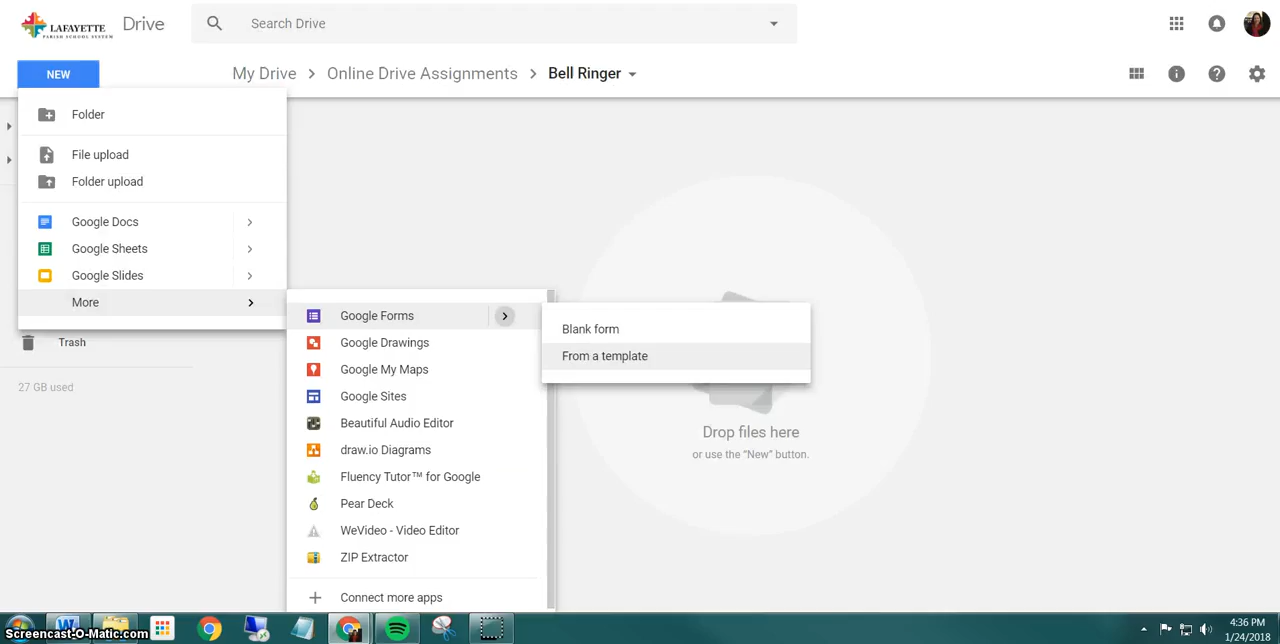 LAFAYETTE
PARISH SCHOOL SYSTEM
Drive
Search Drive
NEW
My Drive
Online Drive Assignments
Bell Ringer
Folder
File upload
Folder upload
Google Docs
Google Sheets
Google Slides
More
Trash
27 GB used
Google Forms
Google Drawings
Google My Maps
Google Sites
Beautiful Audio Editor
draw.io Diagrams
Fluency Tutor™ for Google
Pear Deck
WeVideo - Video Editor
ZIP Extractor
Connect more apps
Blank form
From a template
Drop files here
or use the “New” button.
Screencast-O-Matic.com
4:36 PM
1/24/2018